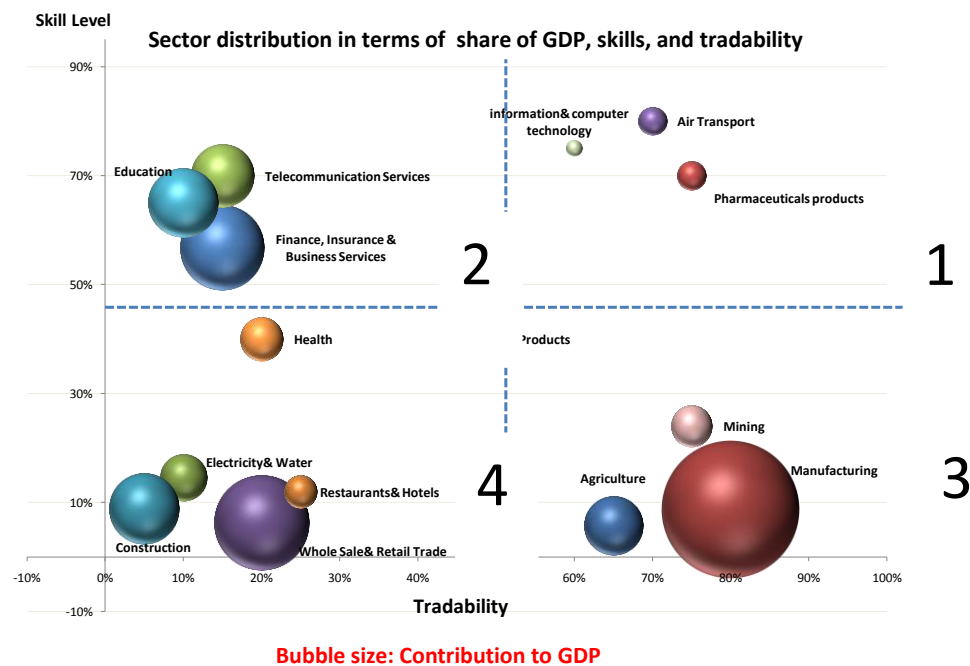 Skill Level
Sector distribution in terms of share of GDP, skills, and tradability
90%
information& computer
technology
Air Transport
70%
Education
Telecommunication Services
Pharmaceuticals products
Finance, Insurance &
Business Services
2
1
50%
Health
Products
30%
Mining
Electricity& Water
4
Manufacturing
3
Agriculture
Restaurants& Hotels
10%
Construction
Whole Sale& Retail Trade
-10% 0% 10% 20% 30% 40% 60% 70% 80% 90% 100%
-10%
Tradability
Bubble size: Contribution to GDP